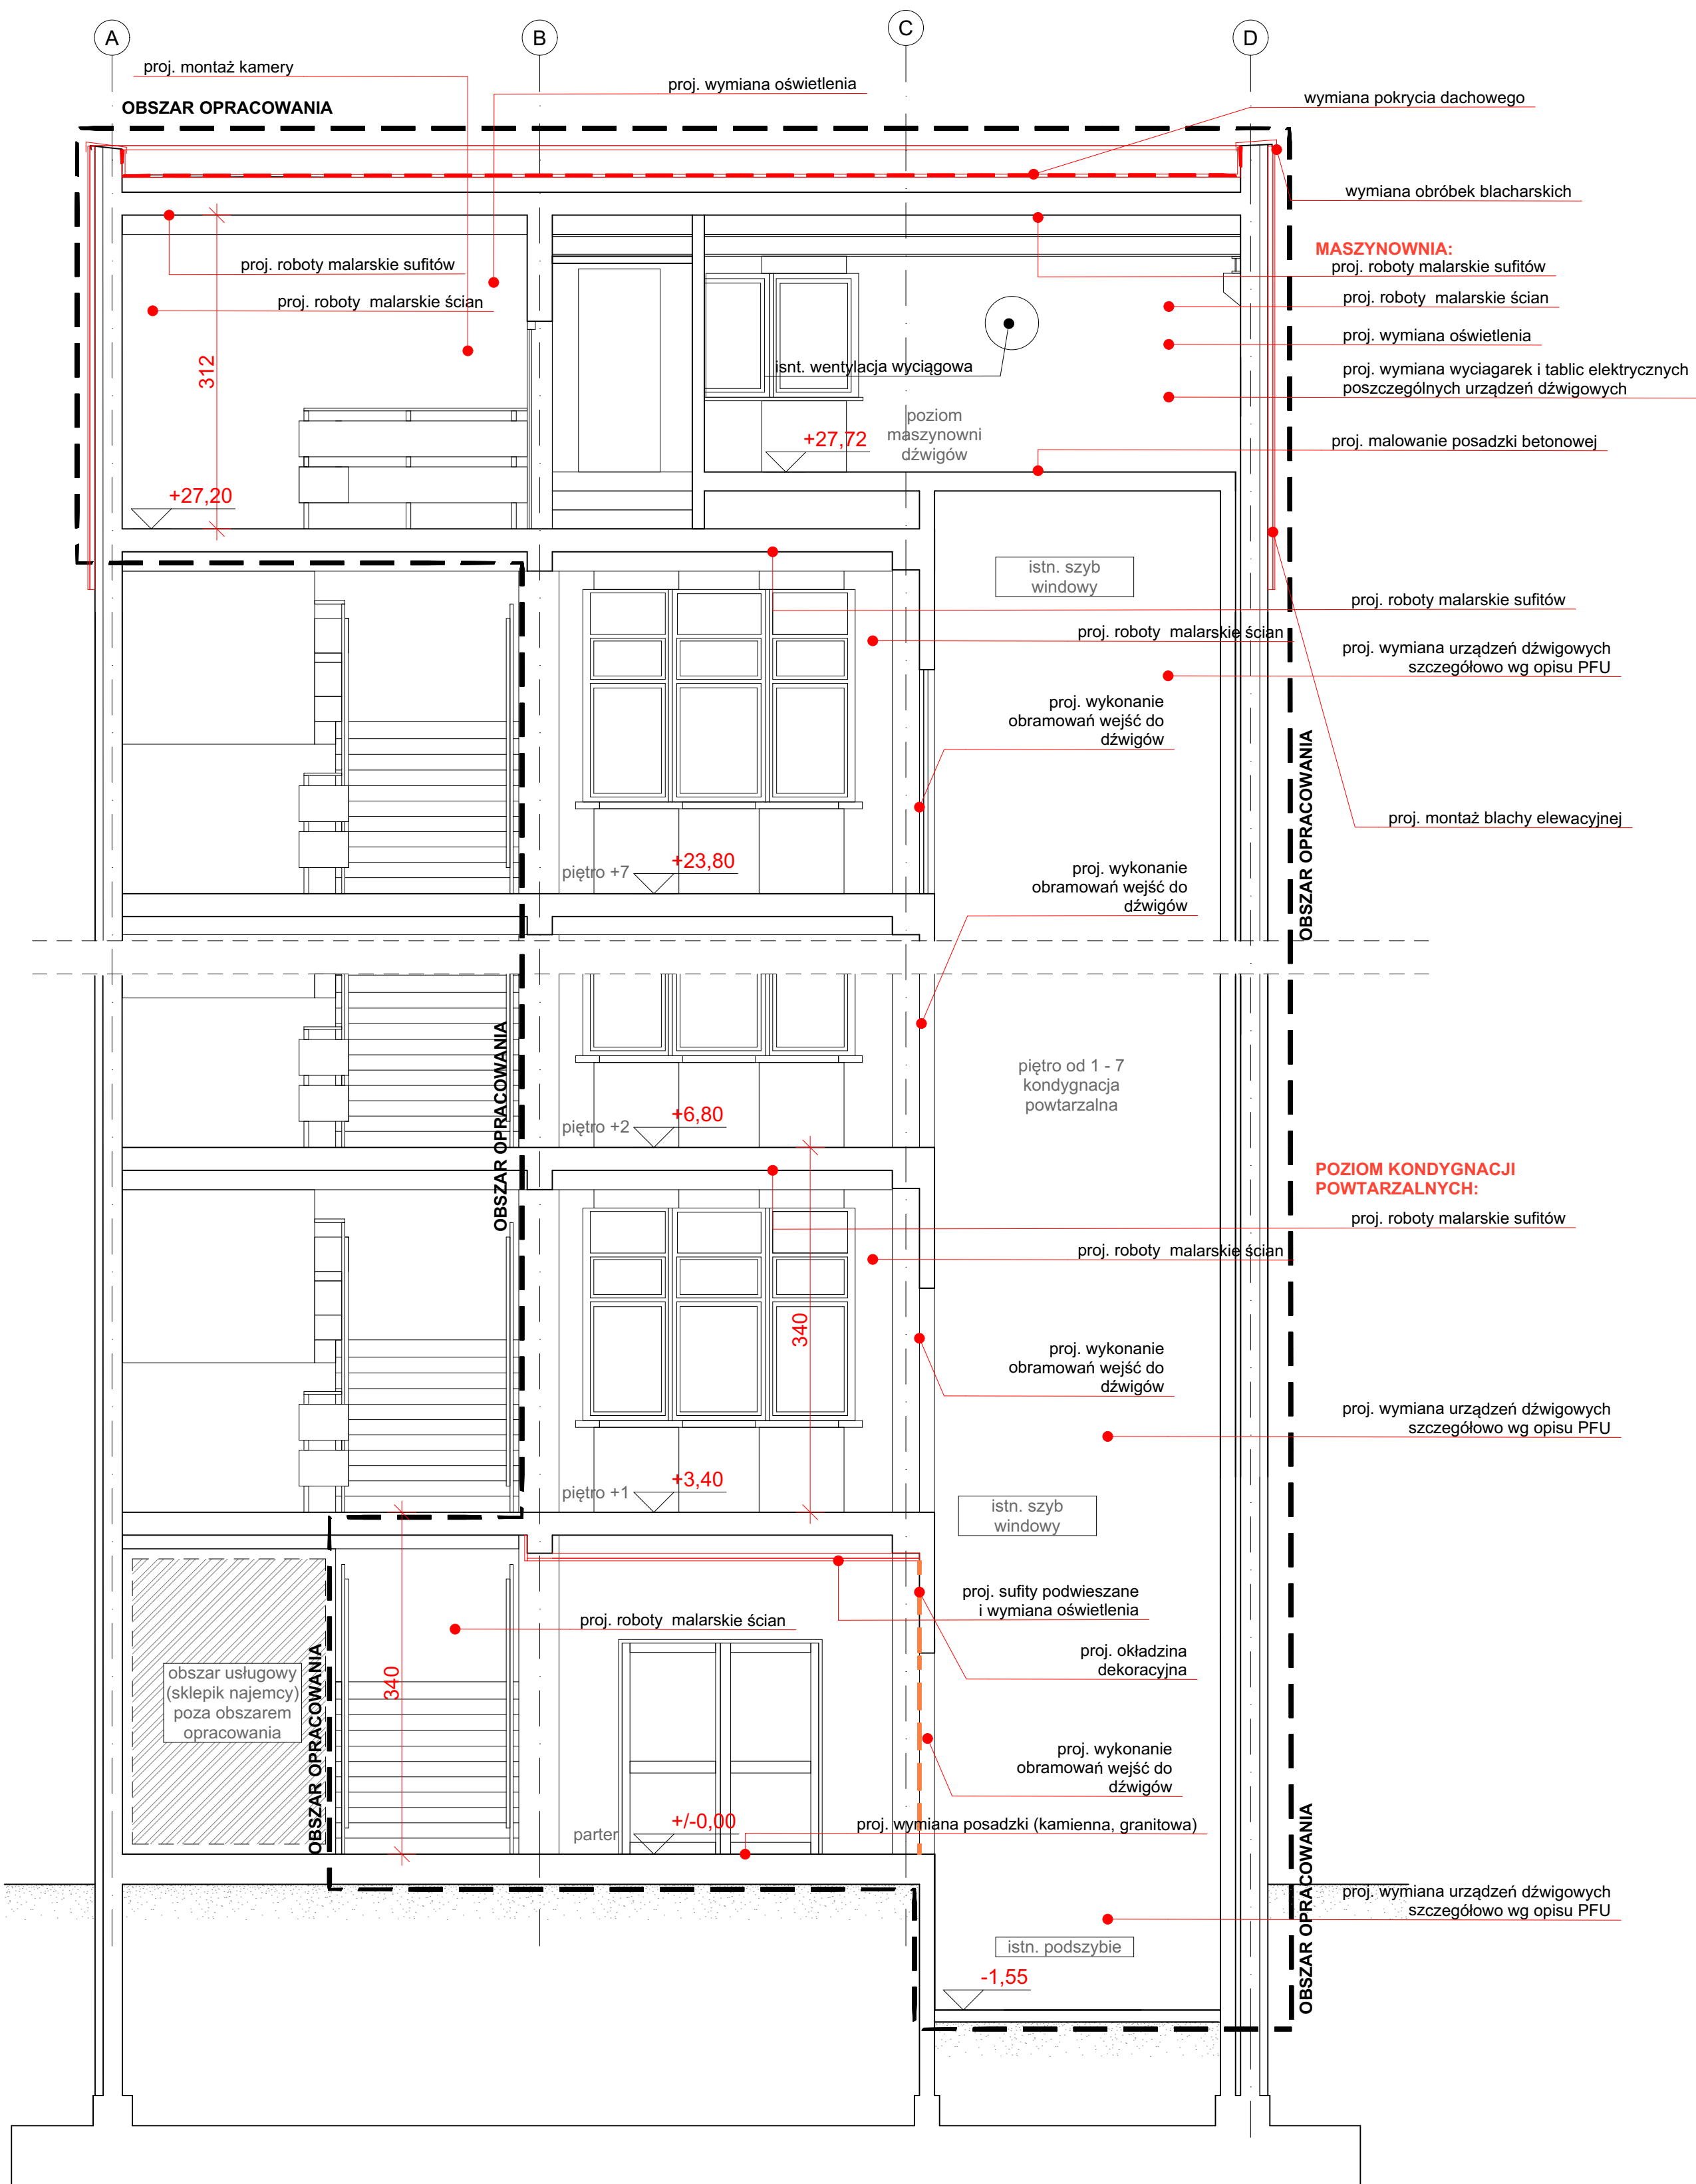 A
B
C
D
proj. montaż kamery
OBSZAR OPRACOWANIA
proj. wymiana oświetlenia
wymiana pokrycia dachowego
wymiana obróbek blacharskich
MASZYNOWNIA:
proj. roboty malarskie sufitów
proj. roboty malarskie ścian
proj. wymiana oświetlenia
proj. wymiana wyciagarek i tablic elektrycznych
poszczególnych urządzeń dźwigowych
proj. malowanie posadzki betonowej
proj. roboty malarskie sufitów
proj. roboty malarskie ścian
312
isnt. wentylacja wyciągowa
poziom
maszynowni
dźwigów
+27,72
+27,20
istn. szyb
windowy
proj. roboty malarskie sufitów
proj. roboty malarskie ścian
proj. wymiana urządzeń dźwigowych
szczegółowo wg opisu PFU
proj. wykonanie
obramowań wejść do
dźwigów
OBSZAR OPRACOWANIA
proj. montaż blachy elewacyjnej
piętro +7
+23,80
proj. wykonanie
obramowań wejść do
dźwigów
OBSZAR OPRACOWANIA
piętro od 1 - 7
kondygnacja
powtarzalna
piętro +2
+6,80
POZIOM KONDYGNACJI
POWTARZALNYCH:
proj. roboty malarskie sufitów
proj. roboty malarskie ścian
340
proj. wykonanie
obramowań wejść do
dźwigów
proj. wymiana urządzeń dźwigowych
szczegółowo wg opisu PFU
piętro +1
+3,40
istn. szyb
windowy
proj. sufity podwieszane
i wymiana oświetlenia
proj. roboty malarskie ścian
proj. okładzina
dekoracyjna
obszar usługowy
(sklepik najemcy)
poza obszarem
opracowania
OBSZAR OPRACOWANIA
340
proj. wykonanie
obramowań wejść do
dźwigów
parter
+/-0,00
proj. wymiana posadzki (kamienna, granitowa)
OBSZAR OPRACOWANIA
proj. wymiana urządzeń dźwigowych
szczegółowo wg opisu PFU
istn. podszybie
-1,55